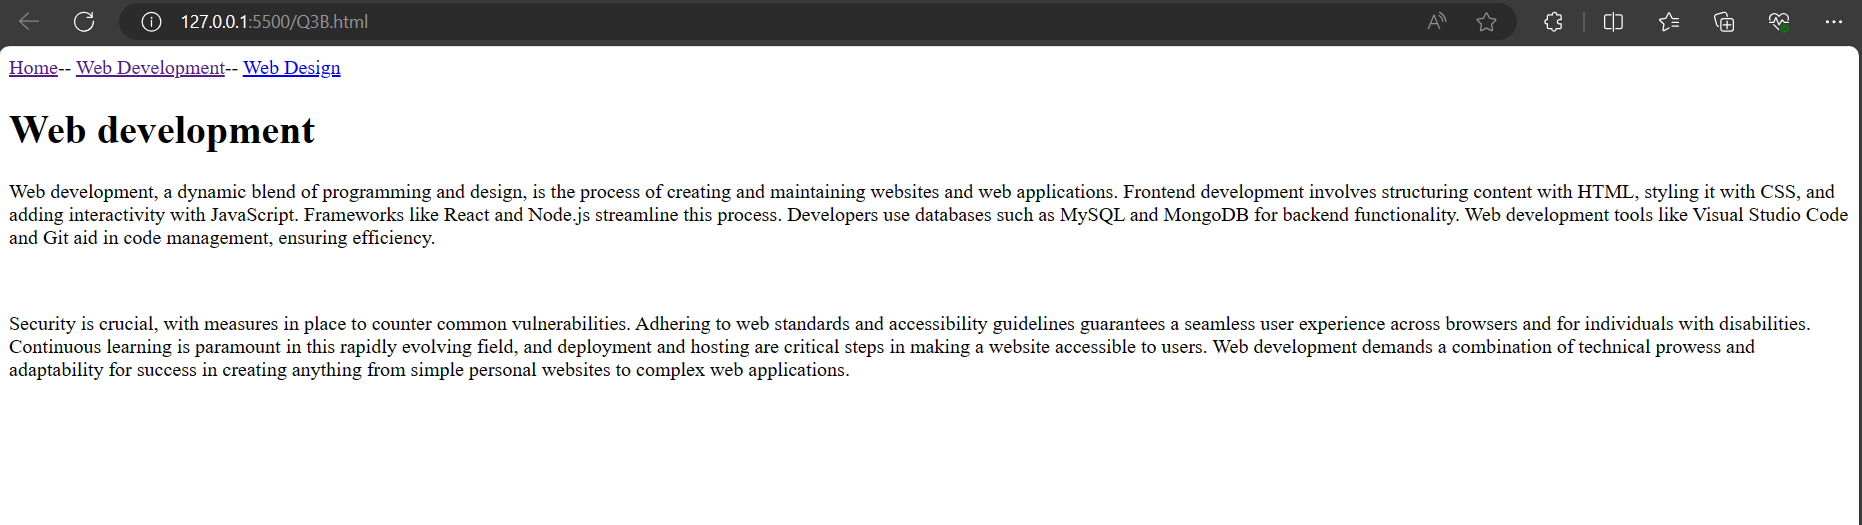 127.0.0.1:5500/Q3B.html
Home-- Web Development-- Web Design
Web development
Web development, a dynamic blend of programming and design, is the process of creating and maintaining websites and web applications. Frontend development involves structuring content with HTML, styling it with CSS, and
adding interactivity with JavaScript. Frameworks like React and Node.js streamline this process. Developers use databases such as MySQL and MongoDB for backend functionality. Web development tools like Visual Studio Code
and Git aid in code management, ensuring efficiency.
Security is crucial, with measures in place to counter common vulnerabilities. Adhering to web standards and accessibility guidelines guarantees a seamless user experience across browsers and for individuals with disabilities.
Continuous learning is paramount in this rapidly evolving field, and deployment and hosting are critical steps in making a website accessible to users. Web development demands a combination of technical prowess and
adaptability for success in creating anything from simple personal websites to complex web applications.